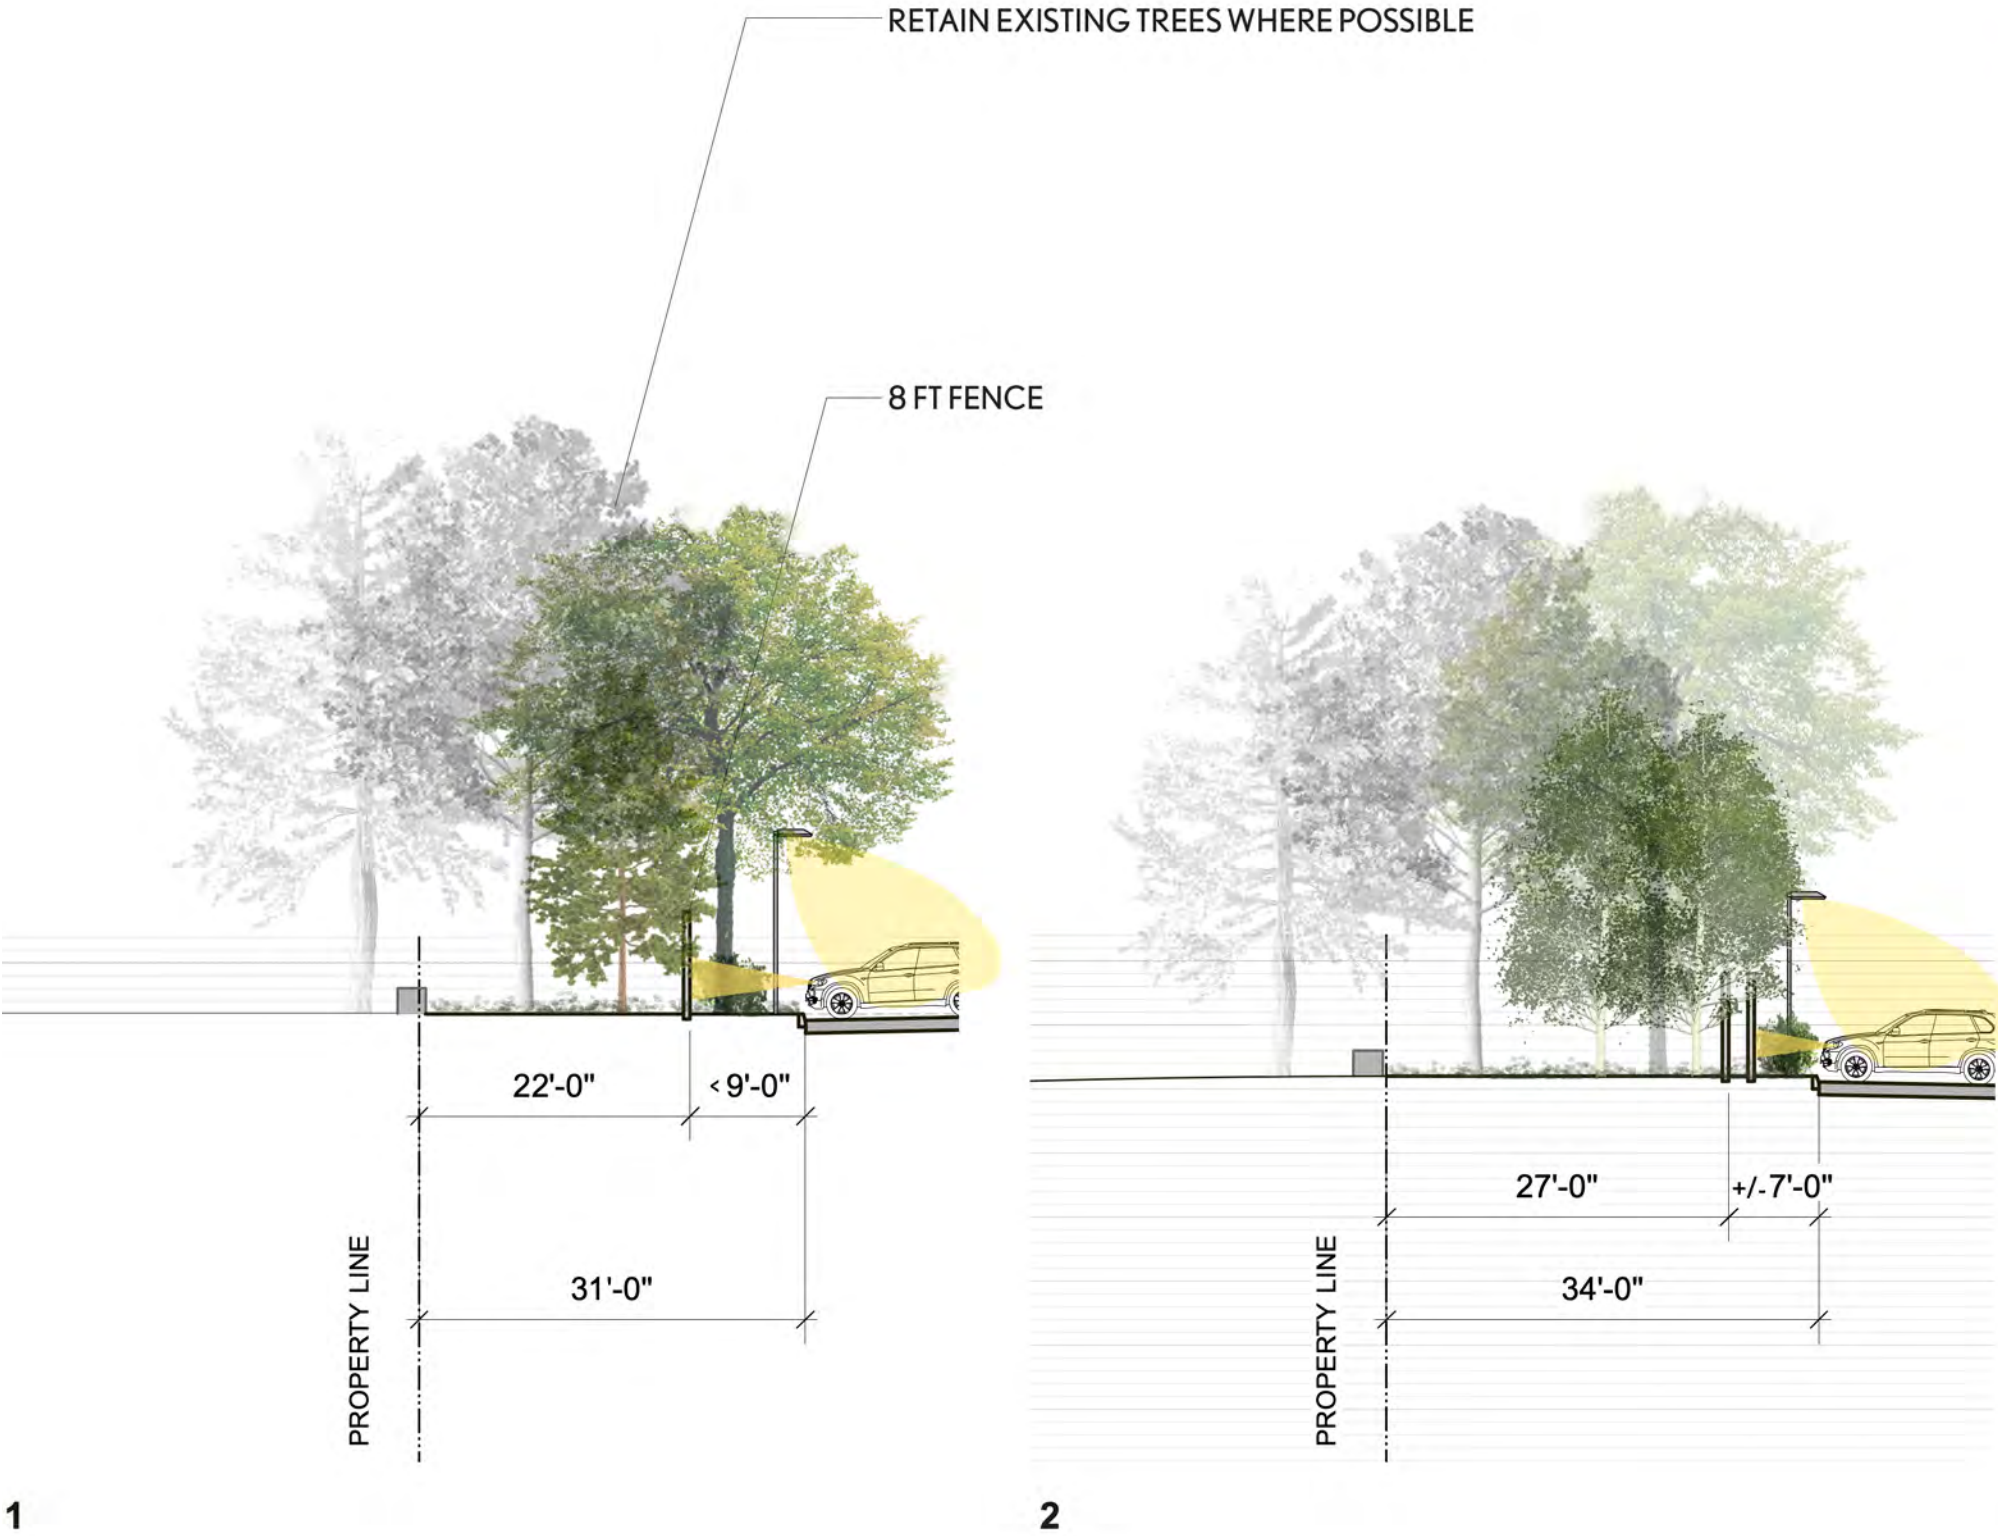 RETAIN EXISTING TREES WHERE POSSIBLE
8 FT FENCE
22'-0"
<9'-0"
31'-0"
PROPERTY LINE
1
27'-0"
+/-7'-0"
34'-0"
PROPERTY LINE
2